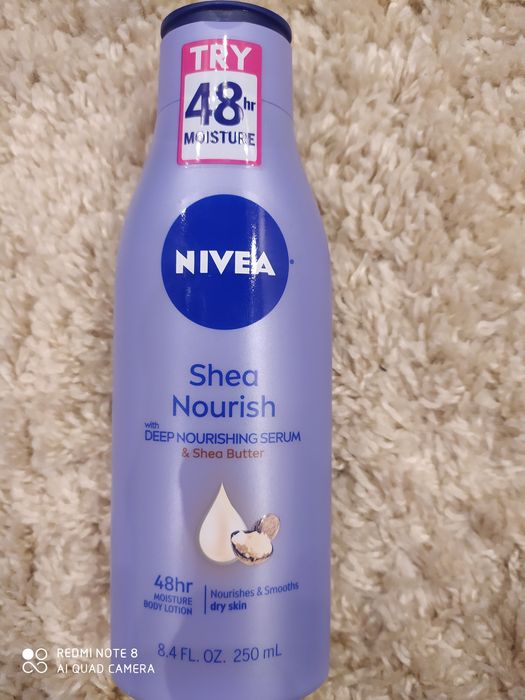 TRY
48hr
MOISTURE
NIVEA
Shea
Nourish
with
DEEP NOURISHING SERUM
& Shea Butter
48hr
MOISTURE
BODY LOTION
Nourishes & Smooths
dry skin
8.4 FL. OZ. 250 mL
REDMI NOTE 8
AI QUAD CAMERA